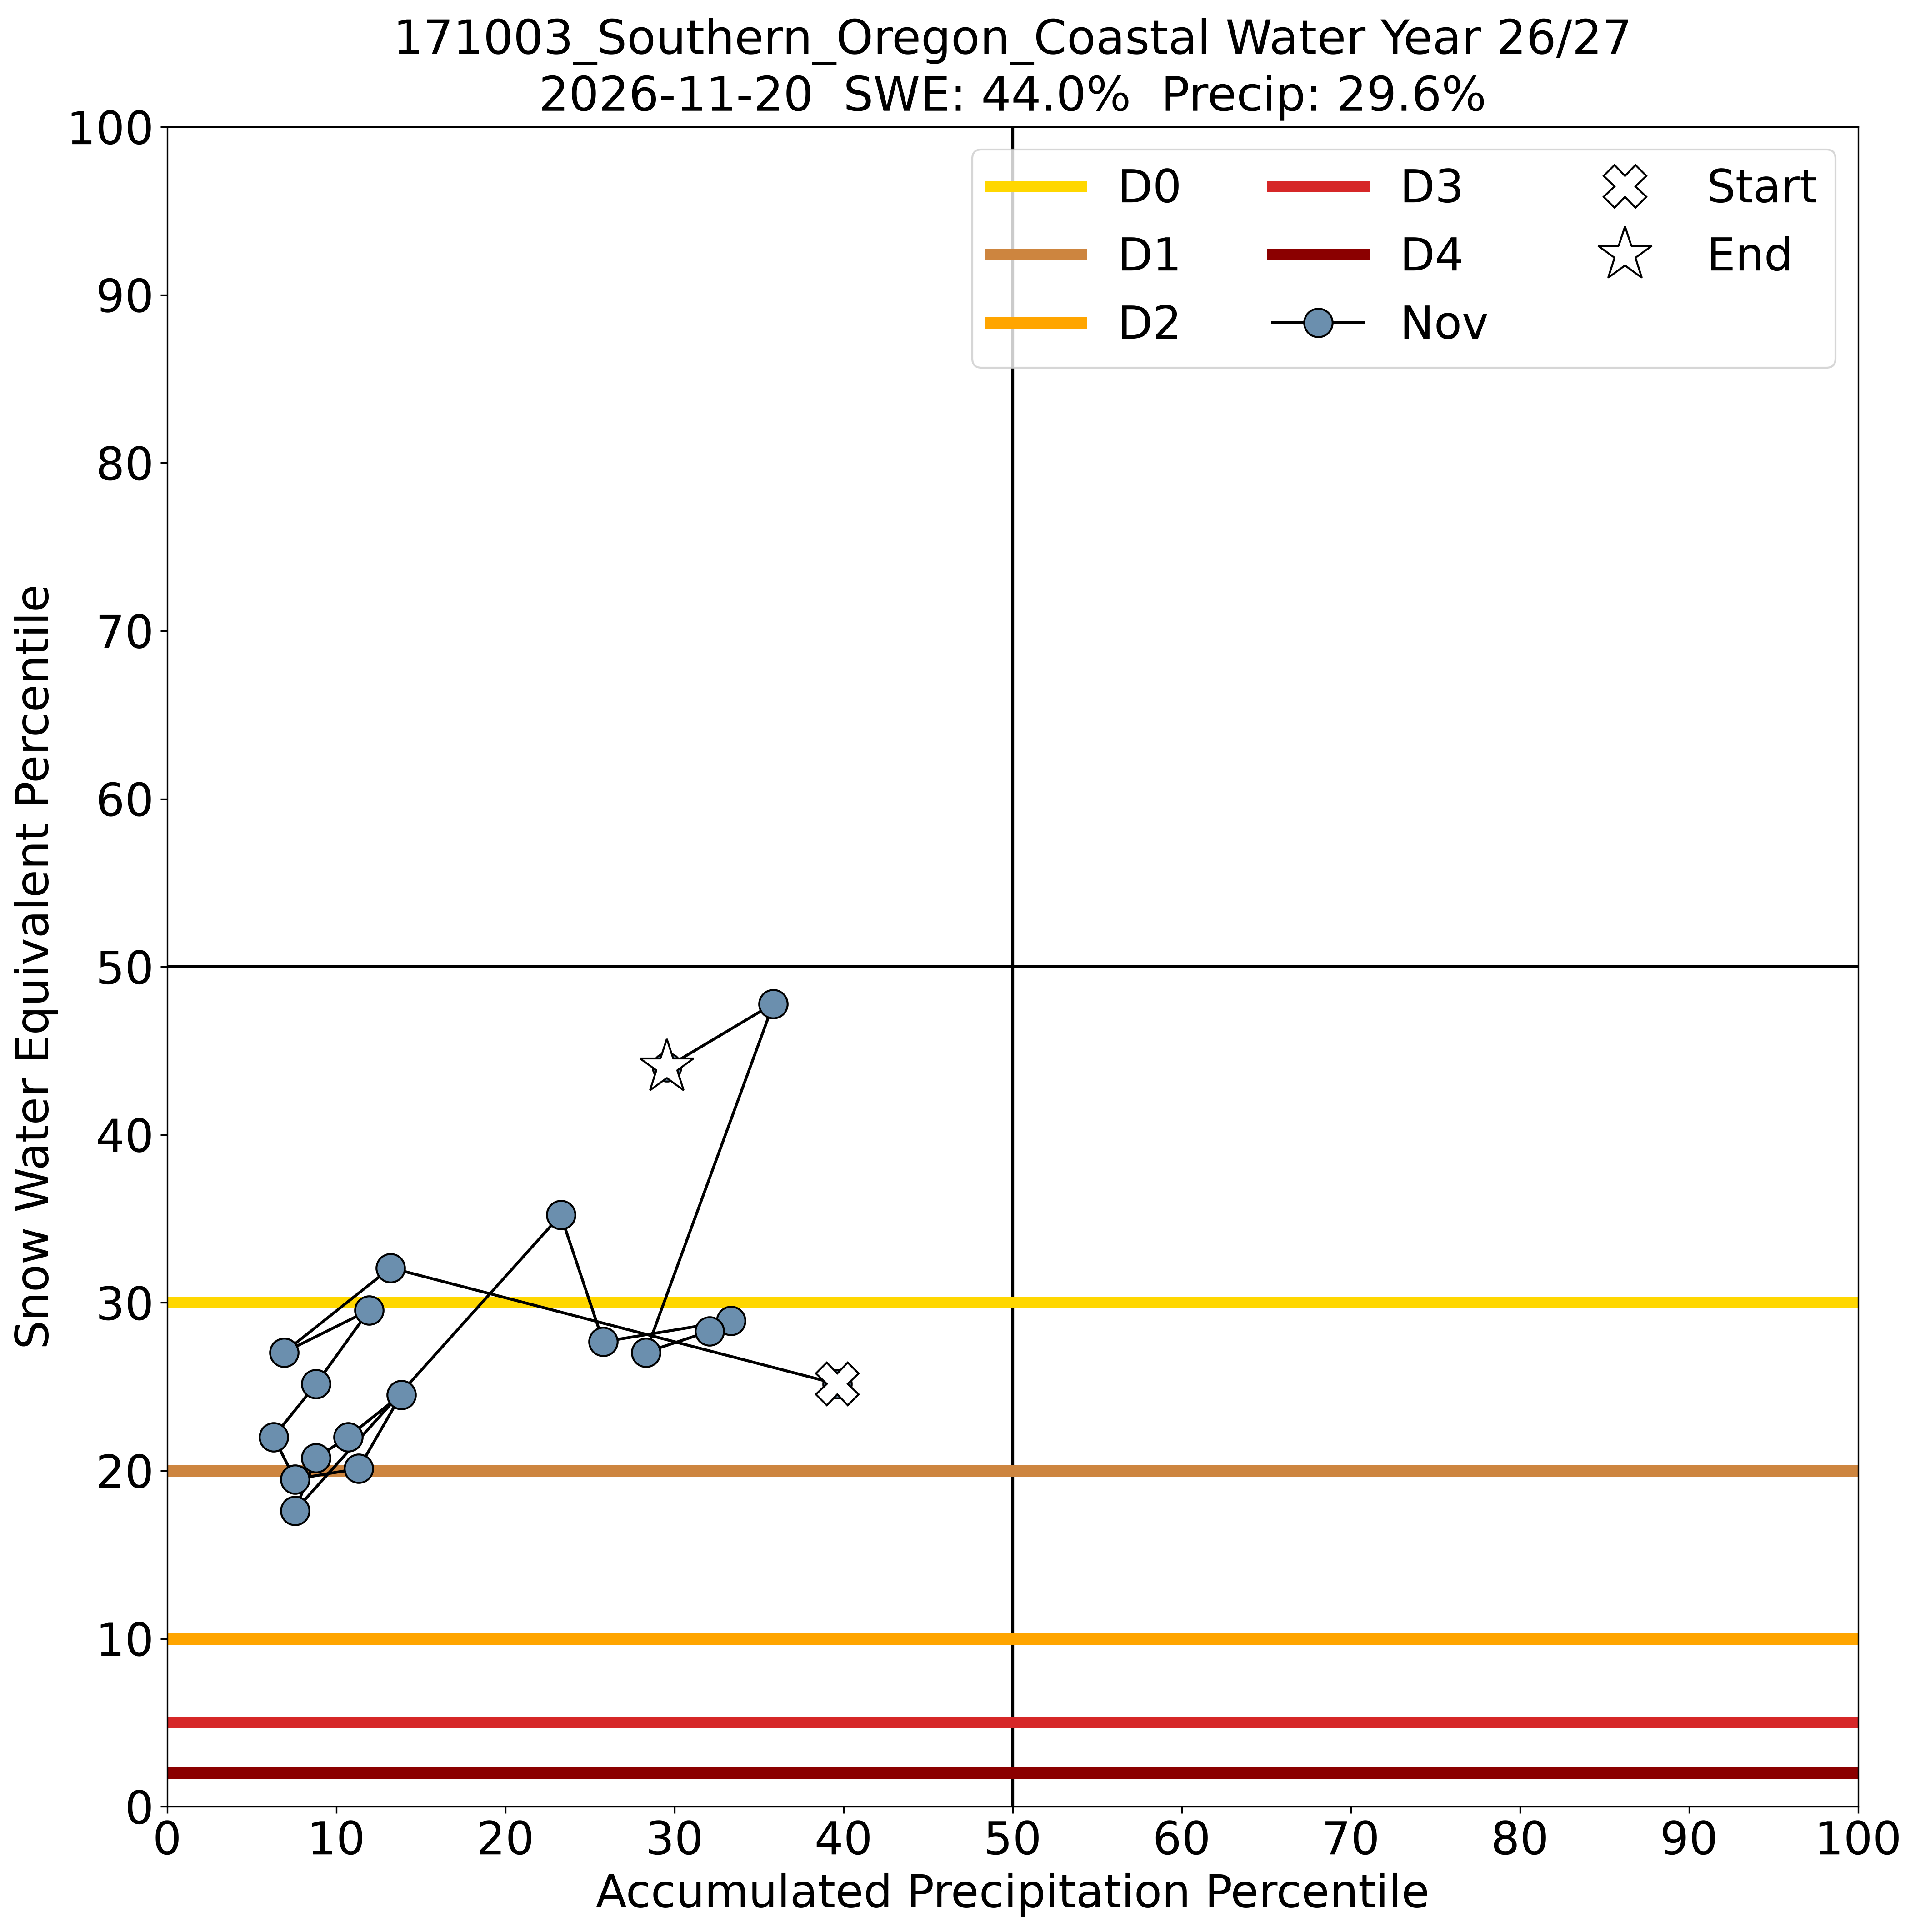 171003_Southern_Oregon_Coastal Water Year 26/27
2026-11-20  SWE: 44.0%  Precip: 29.6%
100
90
80
70
60
50
40
30
20
10
0
Snow Water Equivalent Percentile
D0
D1
D2
D3
D4
Nov
Start
End
0 10 20 30 40 50 60 70 80 90 100
Accumulated Precipitation Percentile